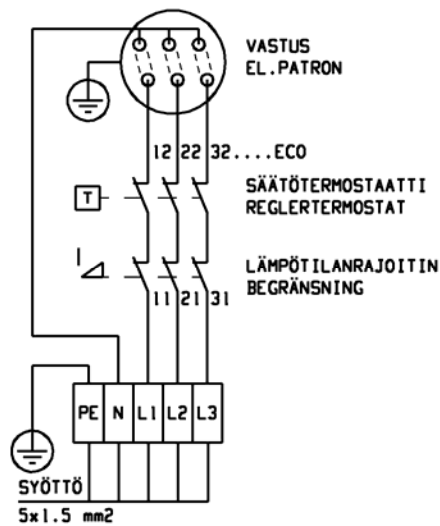 VASTUS
EL.PATRON
12 22 32....ECO
T
SÄÄTÖTERMOSTAATTI
REGLERTERMOSTAT
LÄMPÖTILANRAJOITIN
BEGRÄNSNING
11 21 31
PE N L1 L2 L3
SYÖTTÖ
5x1.5 mm2